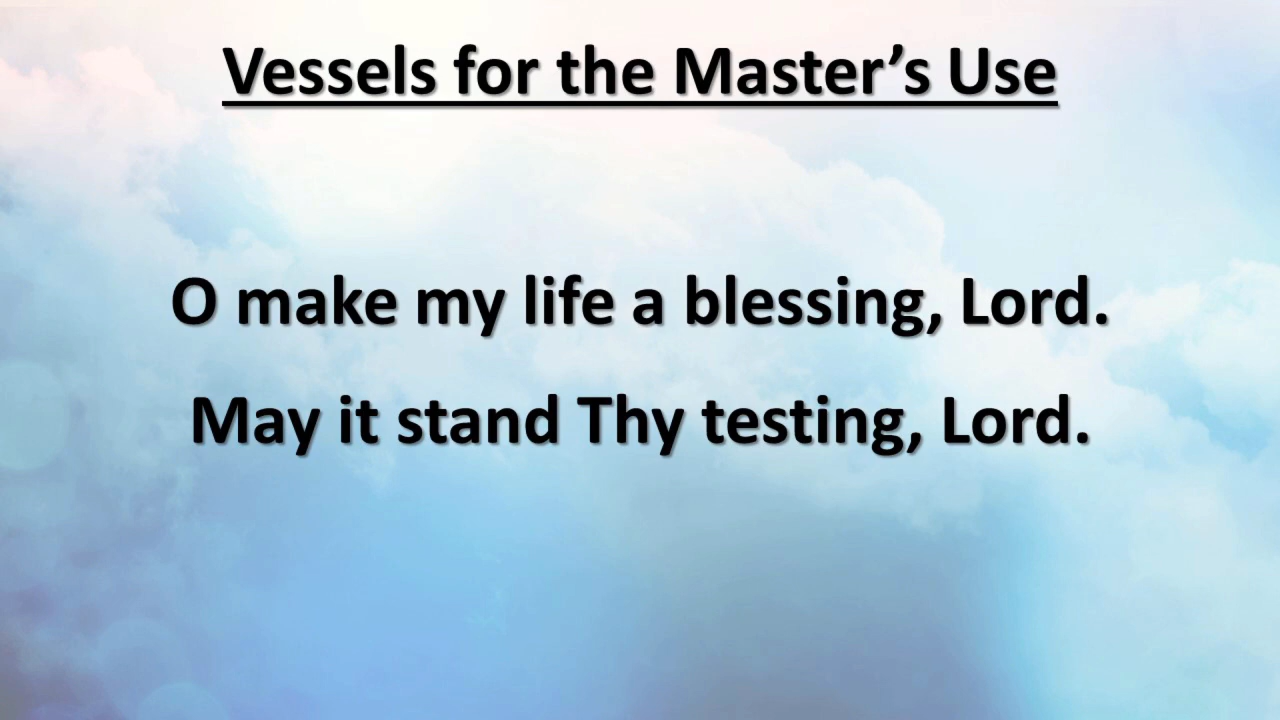 Vessels for the Master’s Use
O make my life a blessing, Lord.
May it stand Thy testing, Lord.